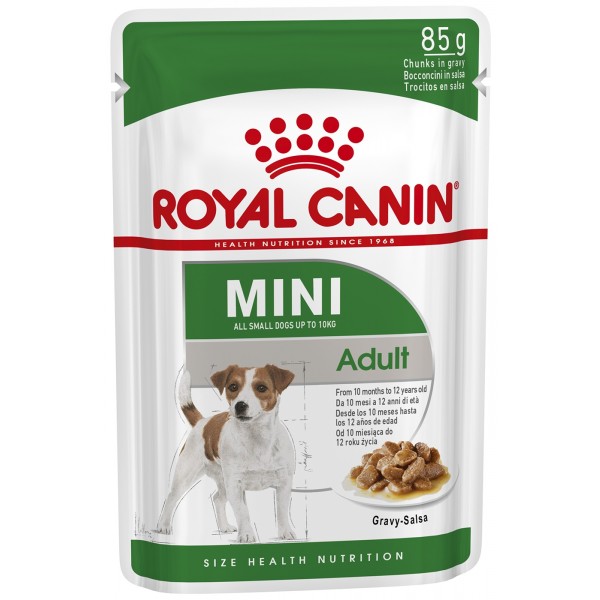 85 g
Chunks in gravy
Bocconcini in salsa
Trocitos en salsa
ROYAL CANIN®
HEALTH NUTRITION SINCE 1968
MINI
ALL SMALL DOGS UP TO 10KG
Adult
From 10 months to 12 years old
Da 10 mesi a 12 anni di età
Desde los 10 meses hasta
los 12 años de edad
Od 10 miesiąca do
12 roku życia
Gravy-Salsa
SIZE HEALTH NUTRITION